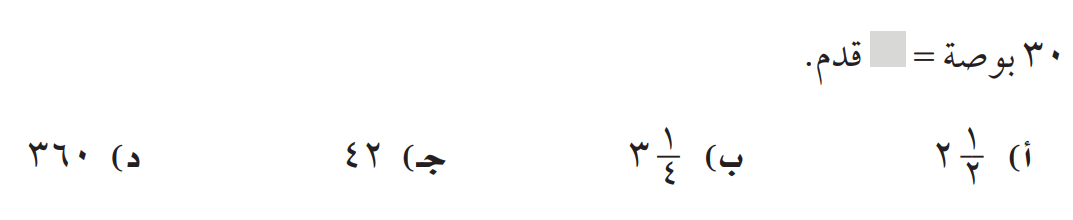 ٣٠ بوصة = قدم.
أ) ٢ ١/٢ ب) ٣ ١/٤ جـ) ٤٢ د) ٣٦٠